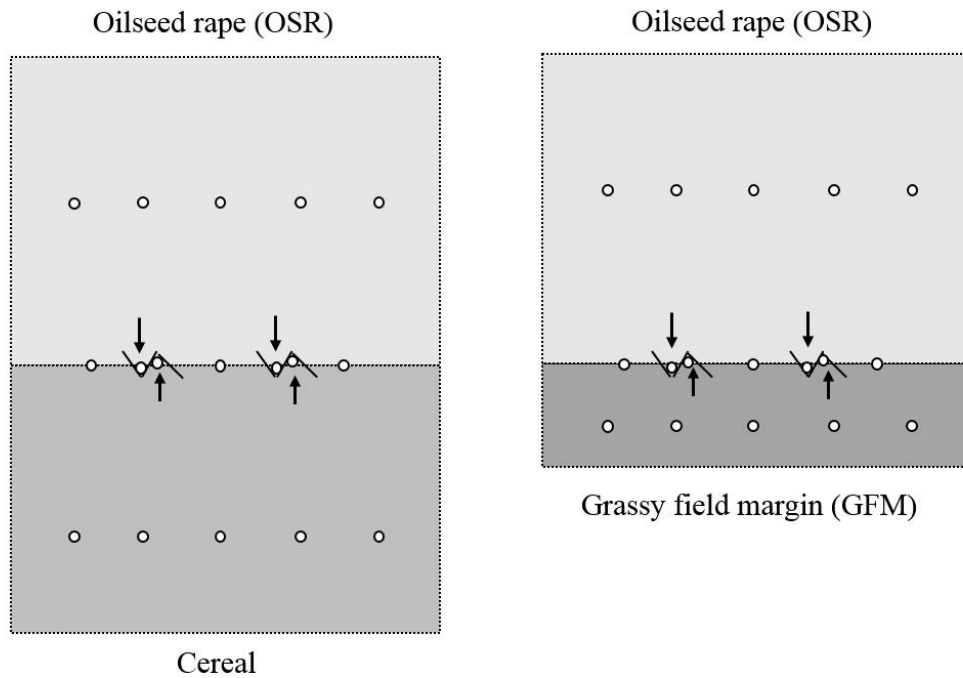 Oilseed rape (OSR)
Oilseed rape (OSR)
Grassy field margin (GFM)
Cereal